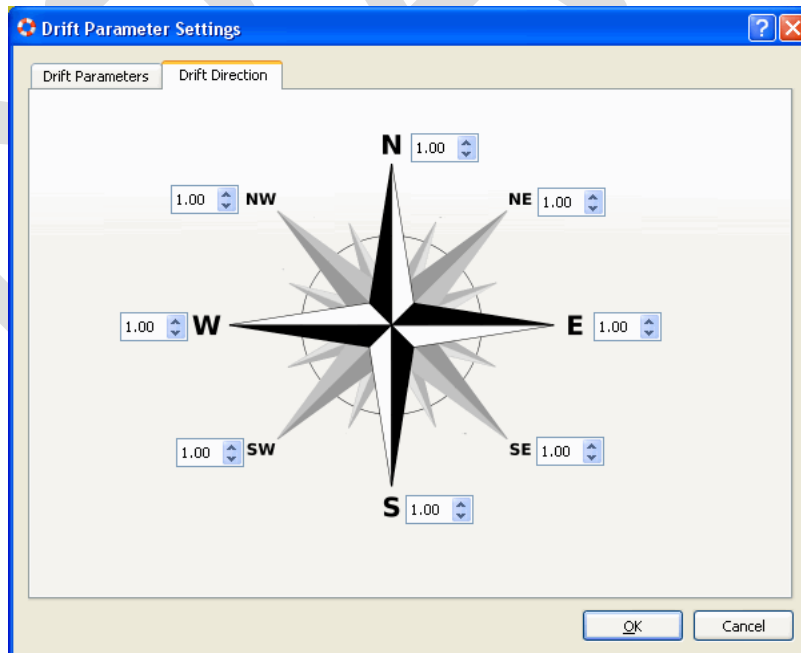 Drift Parameter Settings
Drift Parameters Drift Direction
N 1.00
1.00 NW
NE 1.00
1.00 W
E 1.00
1.00 SW
SE 1.00
S 1.00
OK Cancel